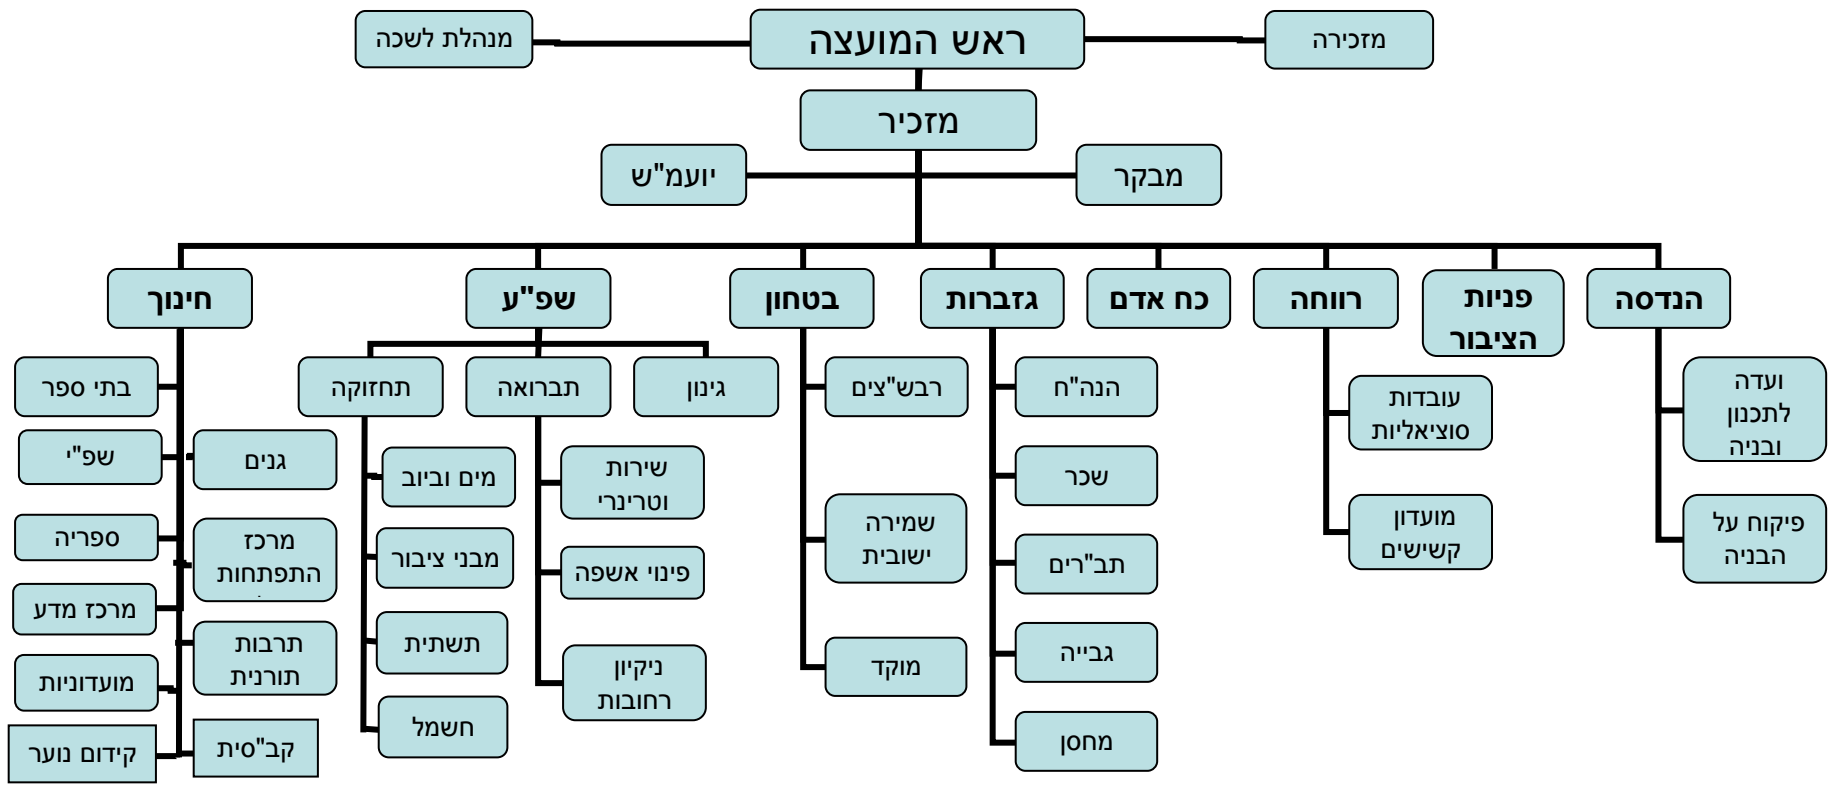 מזכירה
ראש המועצה
מנהלת לשכה
מזכיר
מבקר
יועמ"ש
הנדסה
פניות
הציבור
רווחה
כח אדם
גזברות
בטחון
שפ"ע
חינוך
ועדה
לתכנון
ובניה
פיקוח על
הבניה
עובדות
סוציאליות
מועדון
קשישים
הנה"ח
שכר
תב"רים
גבייה
מחסן
רבש"צים
שמירה
ישובית
מוקד
גינון
תברואה
שירות
וטרינרי
פינוי אשפה
ניקיון
רחובות
תחזוקה
מים וביוב
מבני ציבור
תשתית
חשמל
בתי ספר
גנים
שפ"י
מרכז
התפתחות
ספריה
מרכז מדע
תרבות
תורנית
מועדוניות
קב"סית
קידום נוער